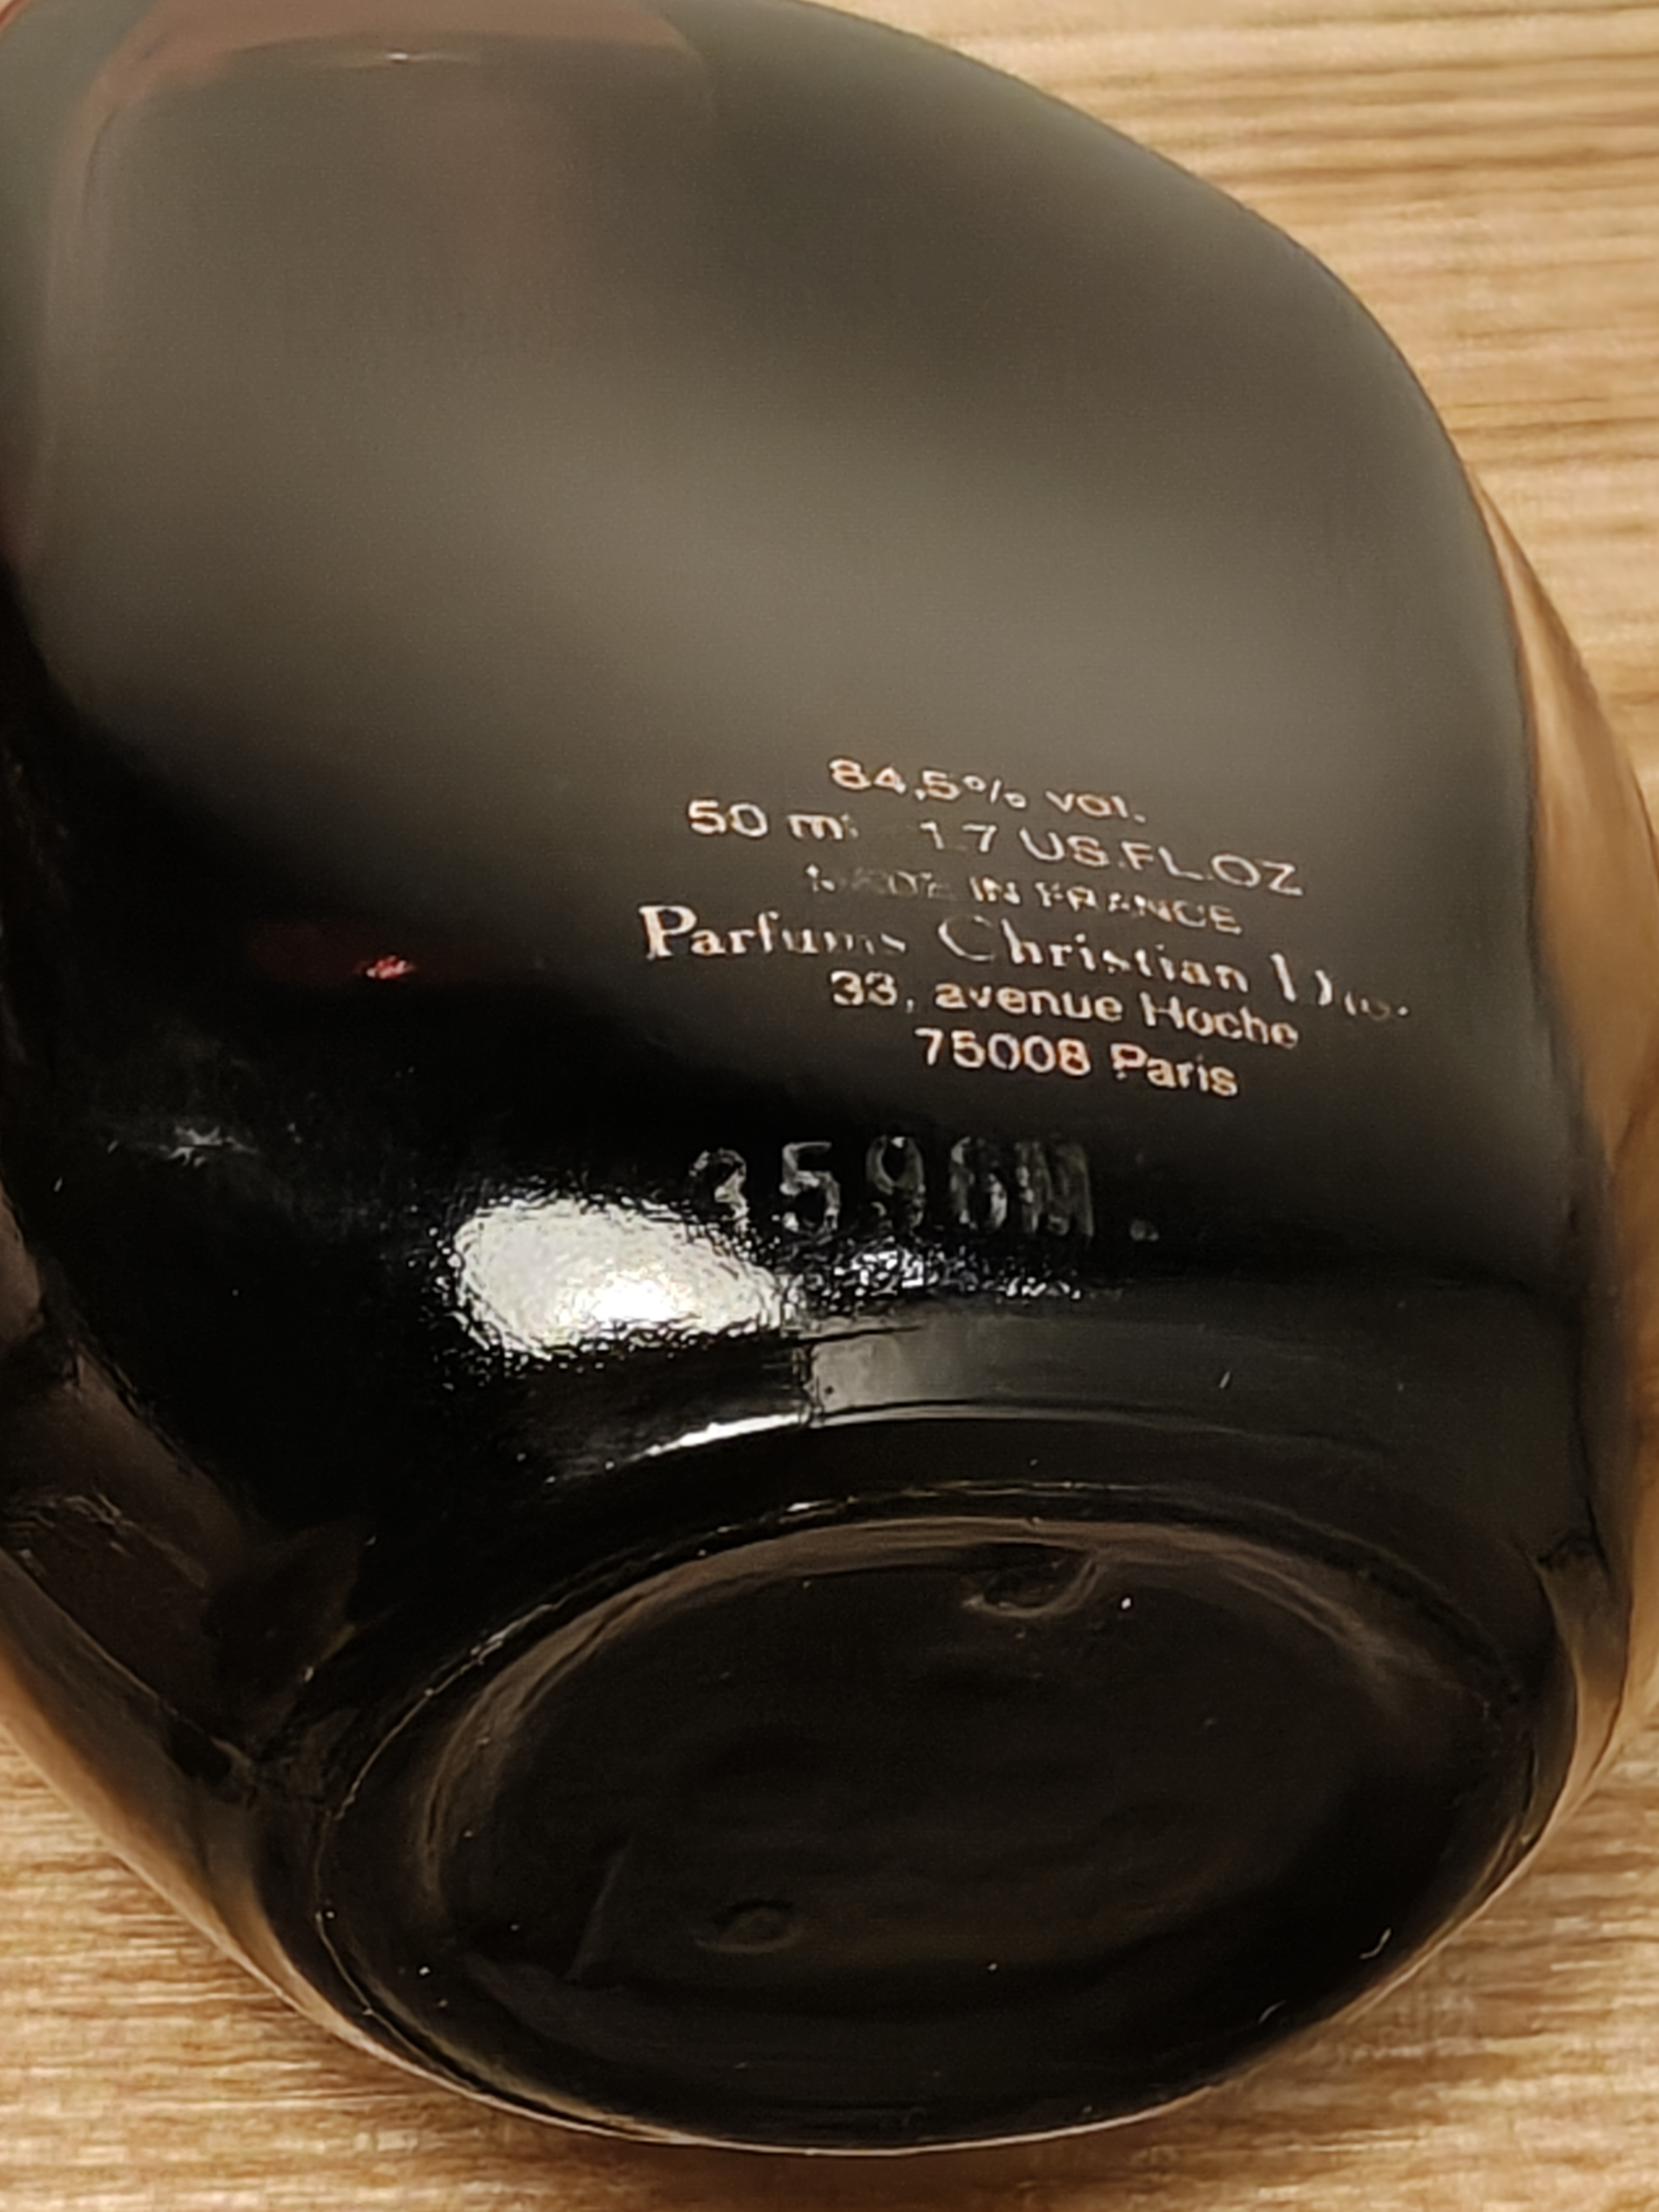 84,5% vol.
50 ml 1.7 US.FL.OZ
MADE IN FRANCE
Parfums Christian Dior
33, avenue Hoche
75008 Paris